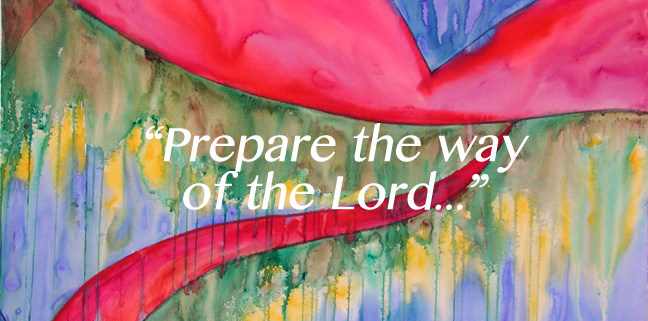 “Prepare the way
of the Lord...”